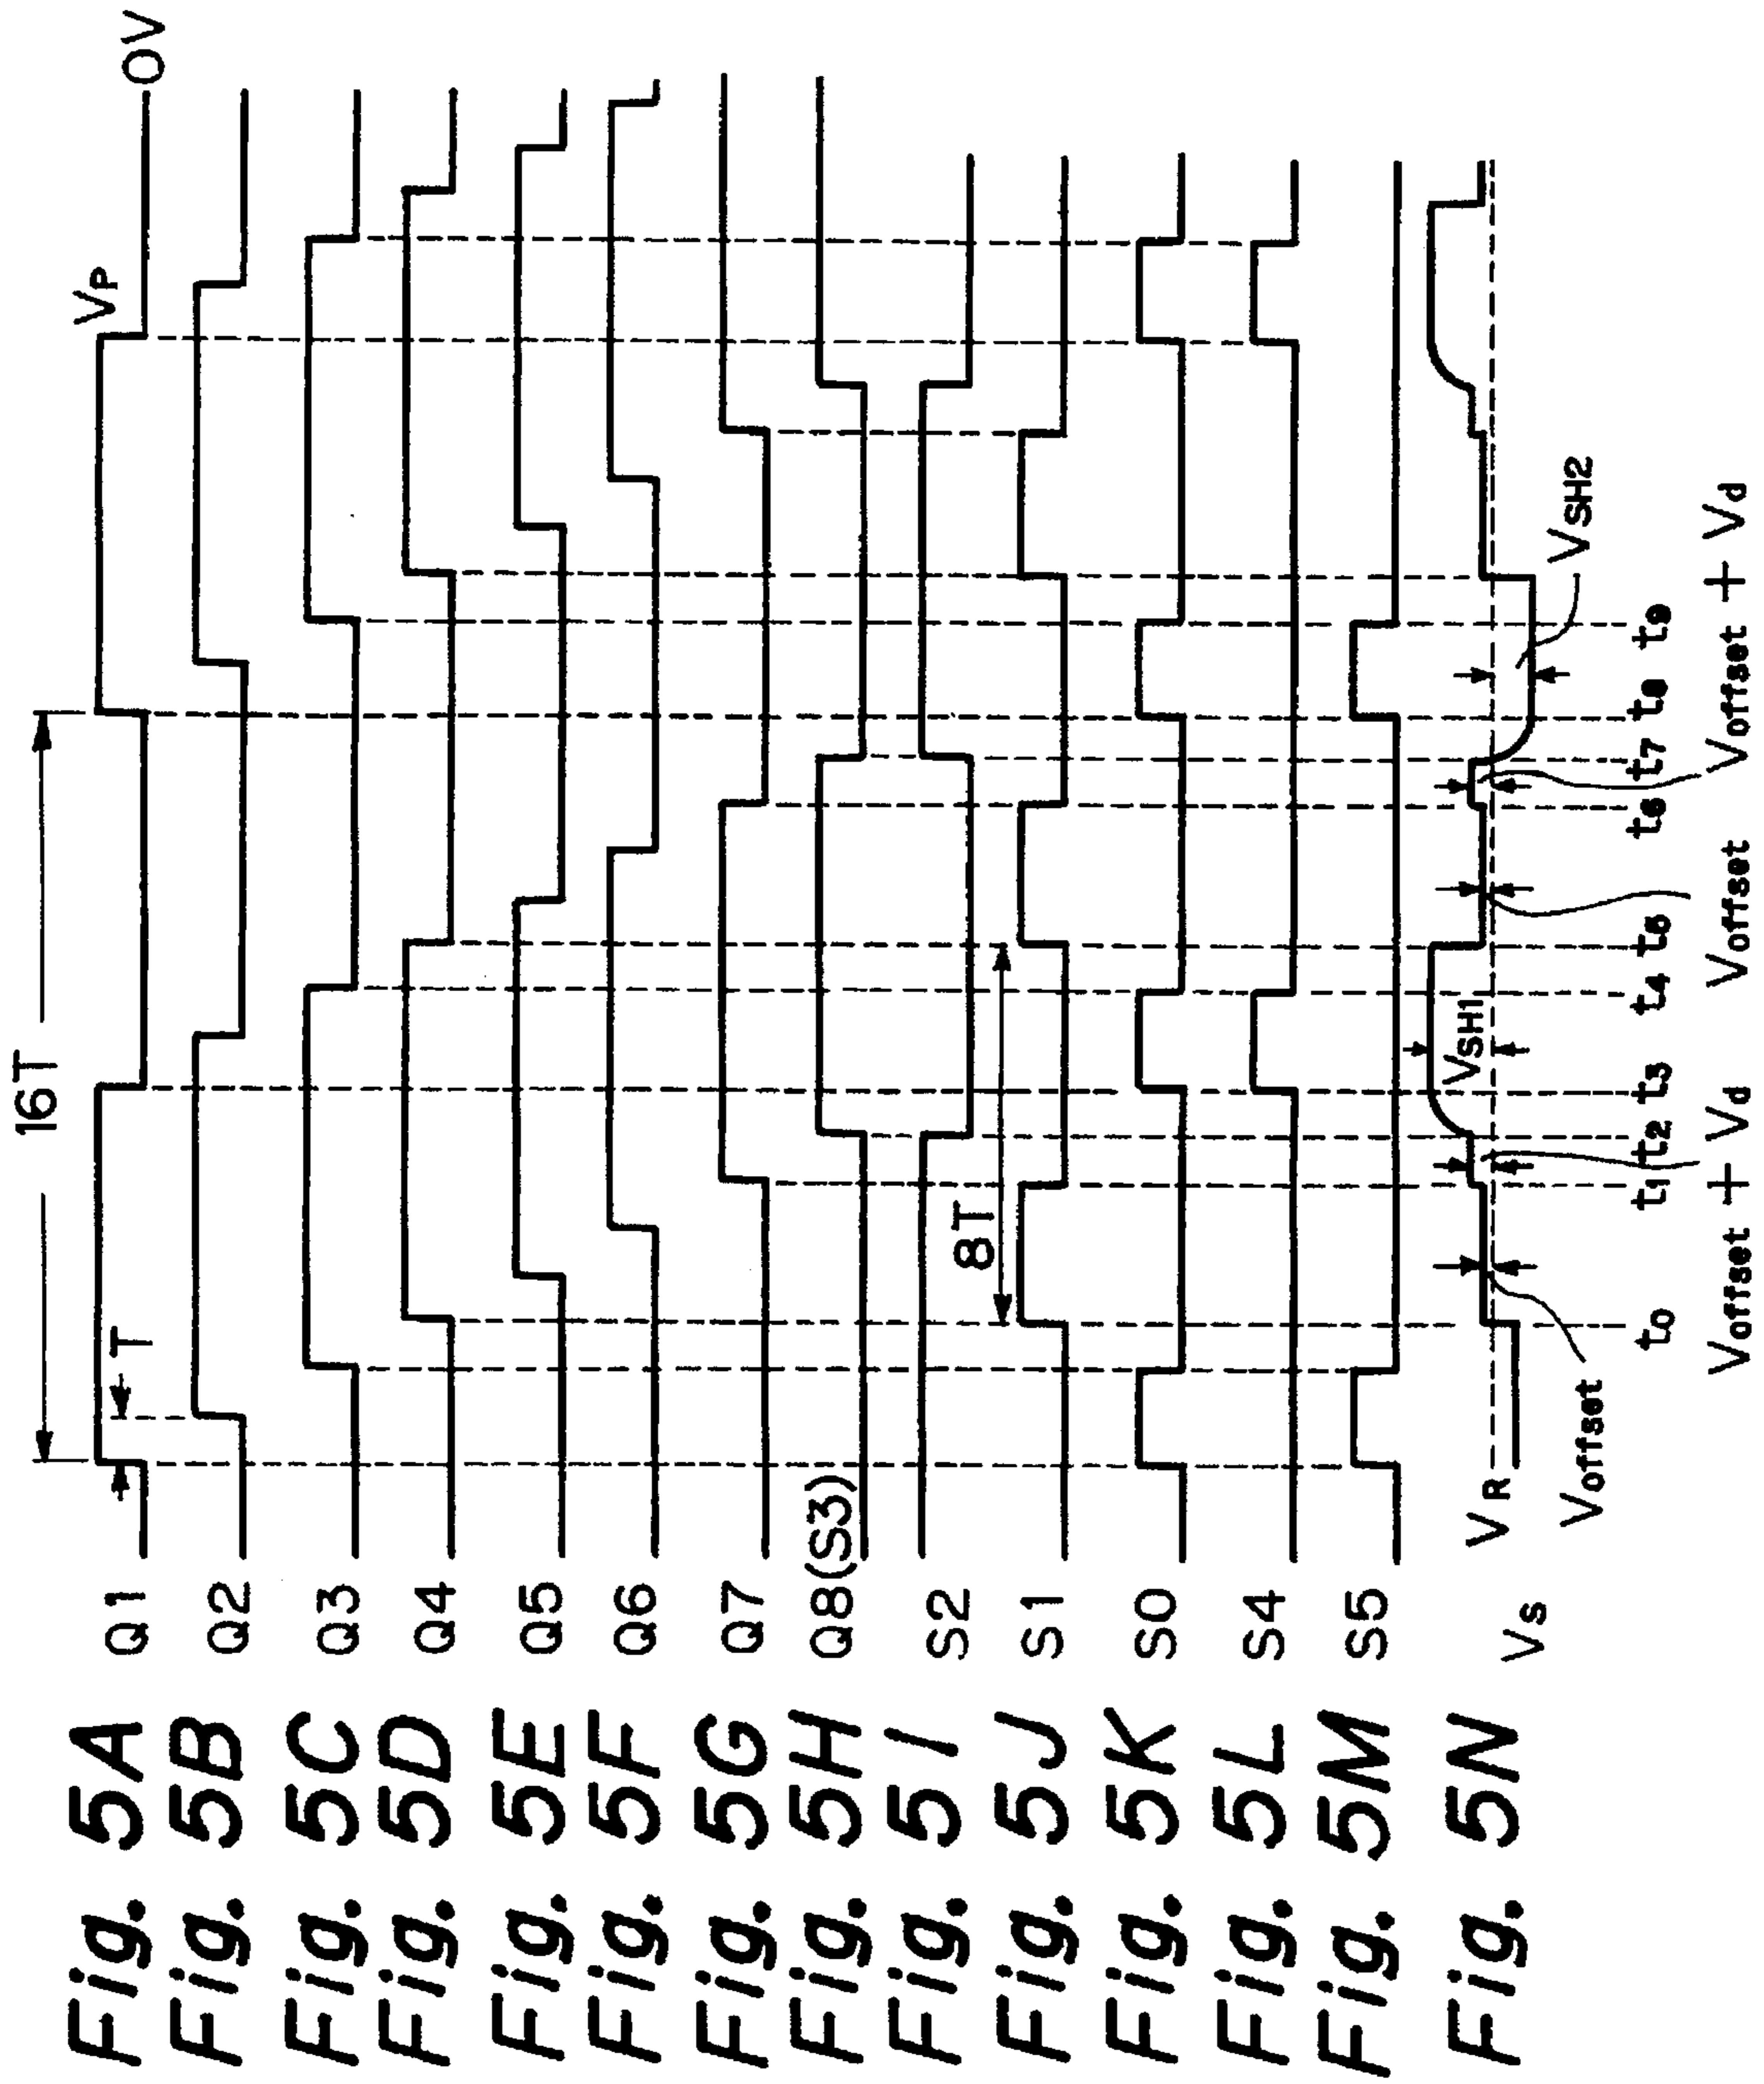 16T
T
VP
0V
Fig. 5A Q1
Fig. 5B Q2
Fig. 5C Q3
Fig. 5D Q4
Fig. 5E Q5
Fig. 5F Q6
Fig. 5G Q7
Fig. 5H Q8(S3)
Fig. 5I S2
8T
Fig. 5J S1
Fig. 5K S0
Fig. 5L S4
Fig. 5M S5
Fig. 5N Vs
VR
VSH1
VSH2
Voffset
t0 t1 t2 t3 t4 t5 t6 t7 t8 t9
Voffset + Vd Voffset Voffset + Vd